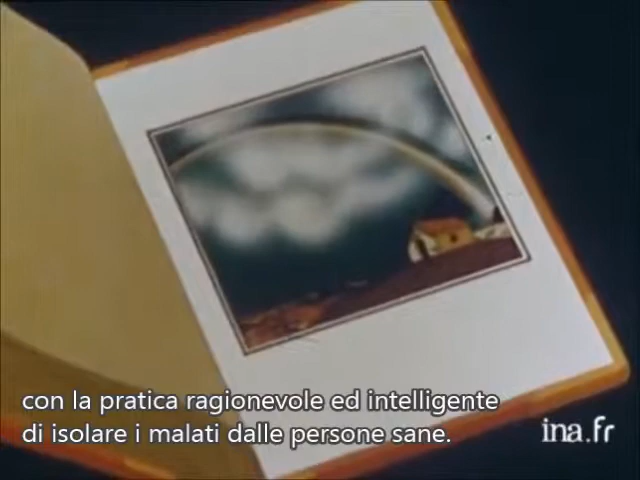 con la pratica ragionevole ed intelligente
di isolare i malati dalle persone sane.
ina.fr